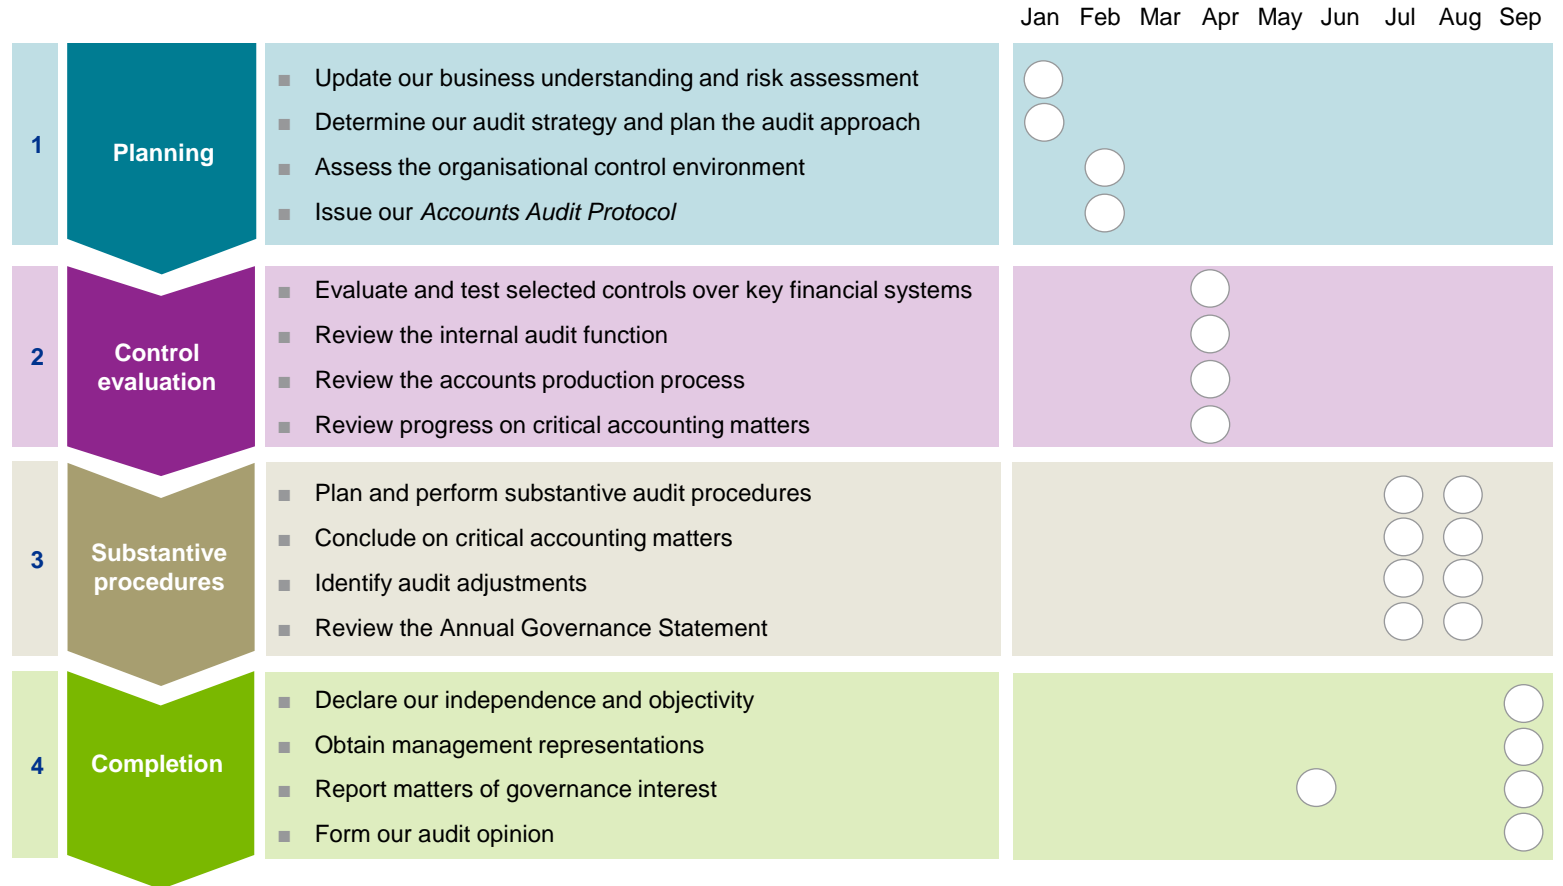 Jan Feb Mar Apr May Jun Jul Aug Sep
1
Planning
■ Update our business understanding and risk assessment
■ Determine our audit strategy and plan the audit approach
■ Assess the organisational control environment
■ Issue our Accounts Audit Protocol
2
Control
evaluation
■ Evaluate and test selected controls over key financial systems
■ Review the internal audit function
■ Review the accounts production process
■ Review progress on critical accounting matters
3
Substantive
procedures
■ Plan and perform substantive audit procedures
■ Conclude on critical accounting matters
■ Identify audit adjustments
■ Review the Annual Governance Statement
4
Completion
■ Declare our independence and objectivity
■ Obtain management representations
■ Report matters of governance interest
■ Form our audit opinion